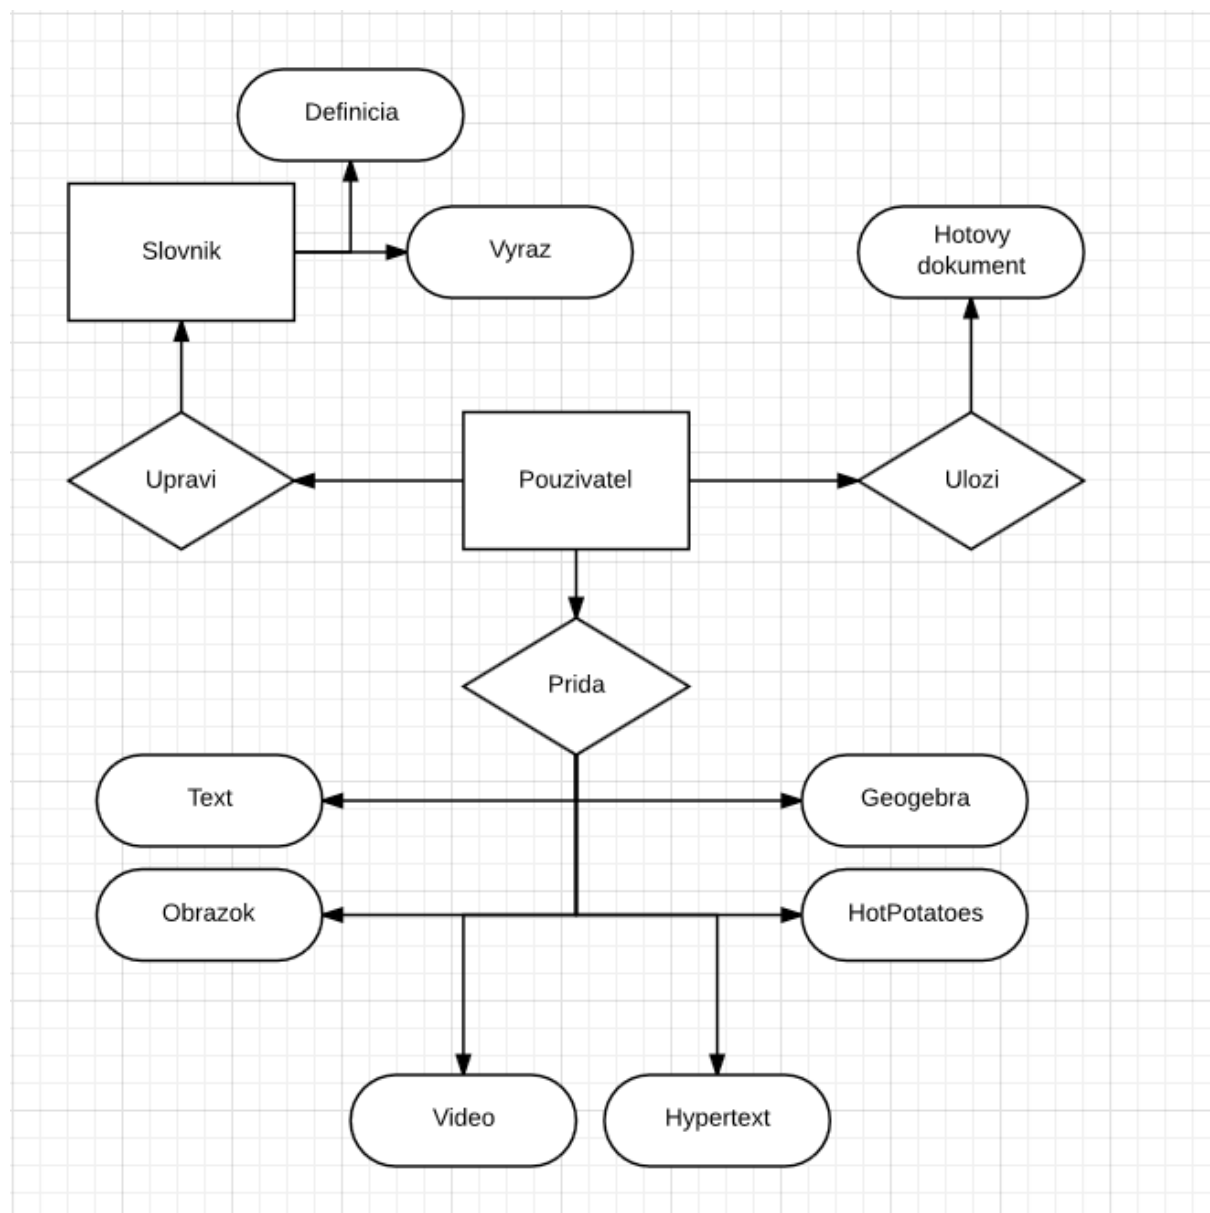 Definicia
Slovnik
Vyraz
Hotovy
dokument
Upravi
Pouzivatel
Ulozi
Prida
Text
Geogebra
Obrazok
HotPotatoes
Video
Hypertext